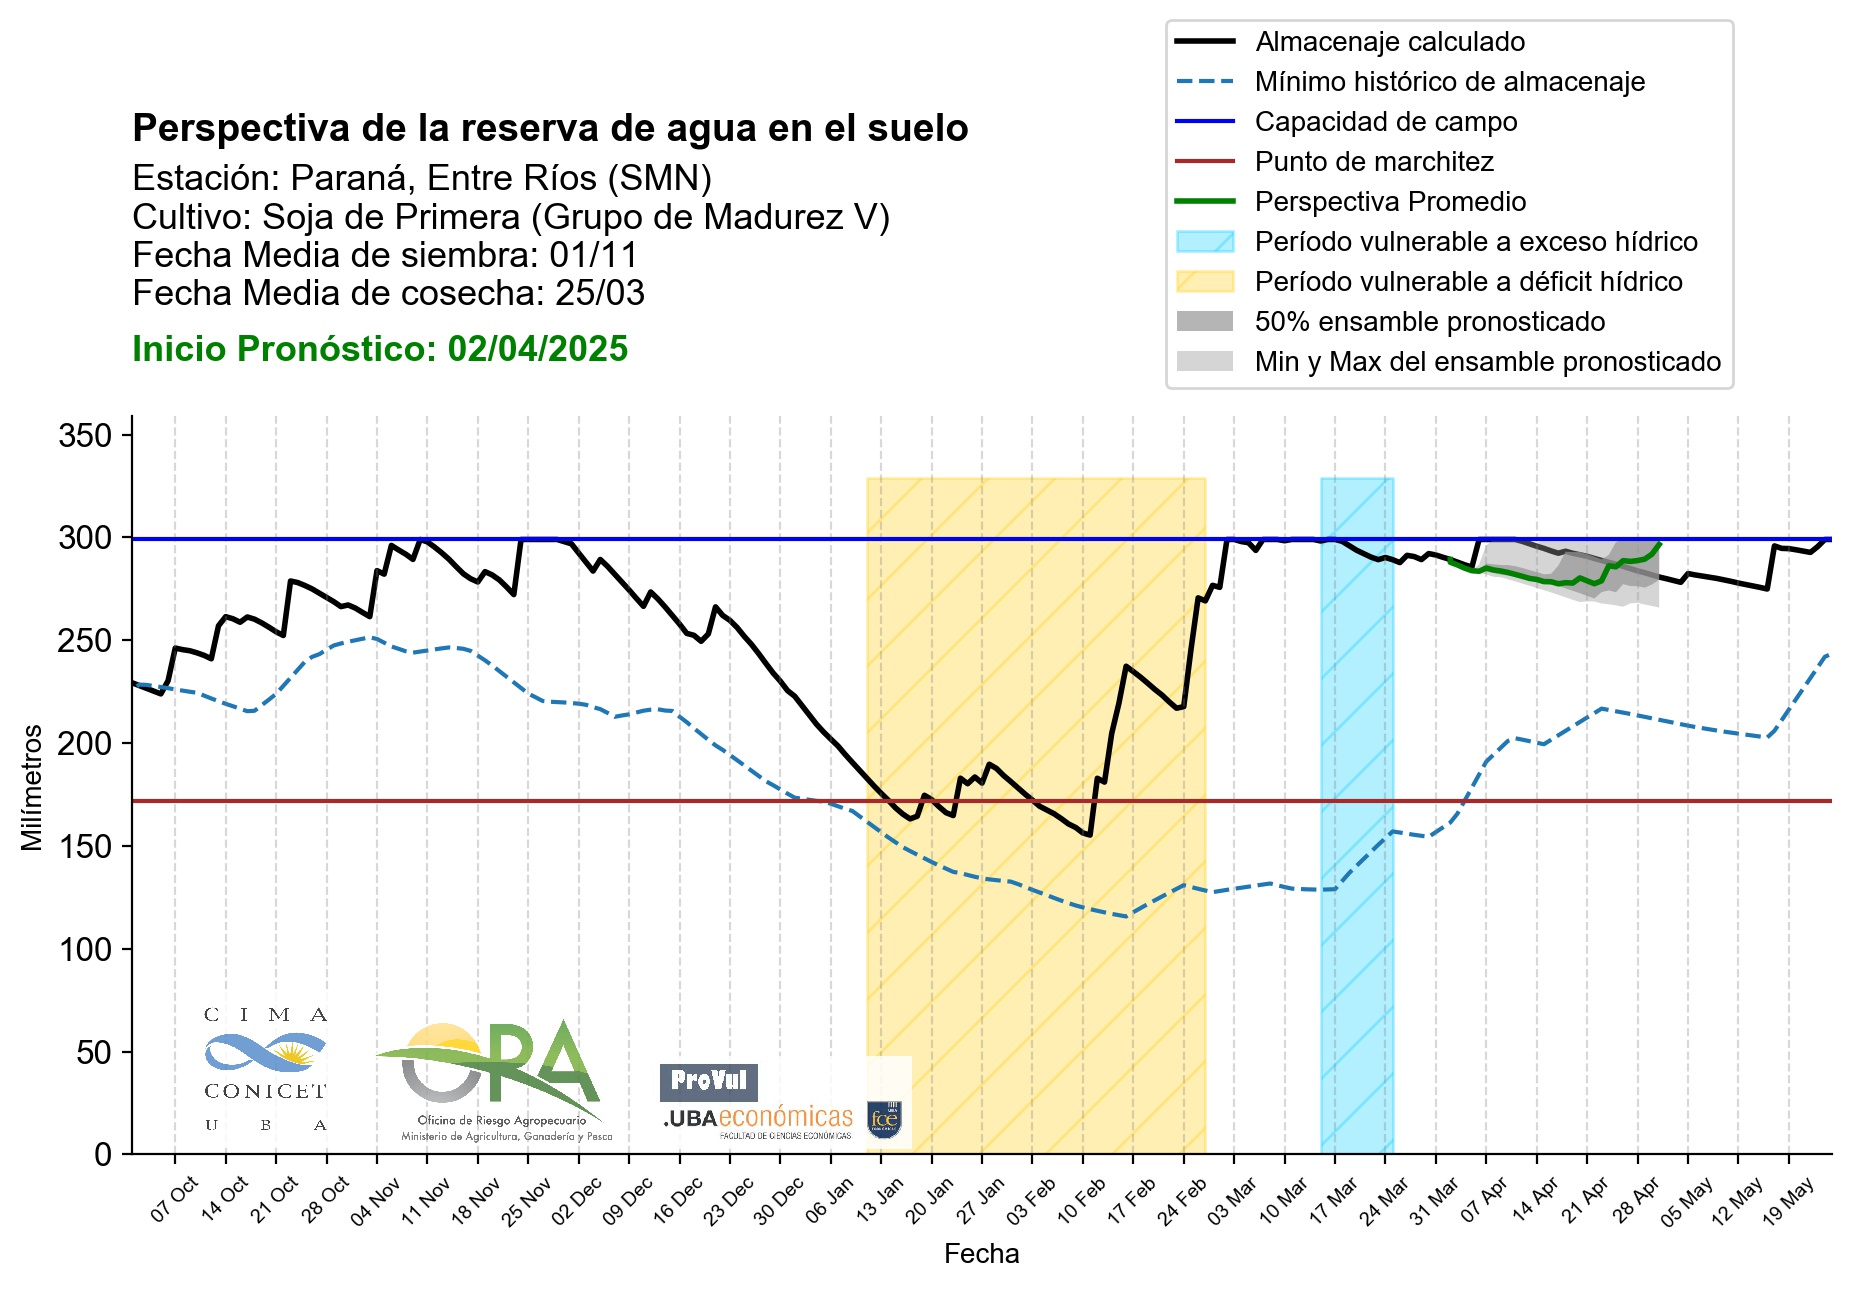 Almacenaje calculado
Mínimo histórico de almacenaje
Capacidad de campo
Punto de marchitez
Perspectiva Promedio
Período vulnerable a exceso hídrico
Período vulnerable a déficit hídrico
50% ensamble pronosticado
Min y Max del ensamble pronosticado
Perspectiva de la reserva de agua en el suelo
Estación: Paraná, Entre Ríos (SMN)
Cultivo: Soja de Primera (Grupo de Madurez V)
Fecha Media de siembra: 01/11
Fecha Media de cosecha: 25/03
Inicio Pronóstico: 02/04/2025
350
300
250
200
150
100
50
0
Milímetros
CIMA
CONICET
UBA
ORA
Oficina de Riesgo Agropecuario
Ministerio de Agricultura, Ganadería y Pesca
ProVul
.UBAeconómicas
FACULTAD DE CIENCIAS ECONÓMICAS
UBA
fce
07 Oct
14 Oct
21 Oct
28 Oct
04 Nov
11 Nov
18 Nov
25 Nov
02 Dec
09 Dec
16 Dec
23 Dec
30 Dec
06 Jan
13 Jan
20 Jan
27 Jan
03 Feb
10 Feb
17 Feb
24 Feb
03 Mar
10 Mar
17 Mar
24 Mar
31 Mar
07 Apr
14 Apr
21 Apr
28 Apr
05 May
12 May
19 May
Fecha